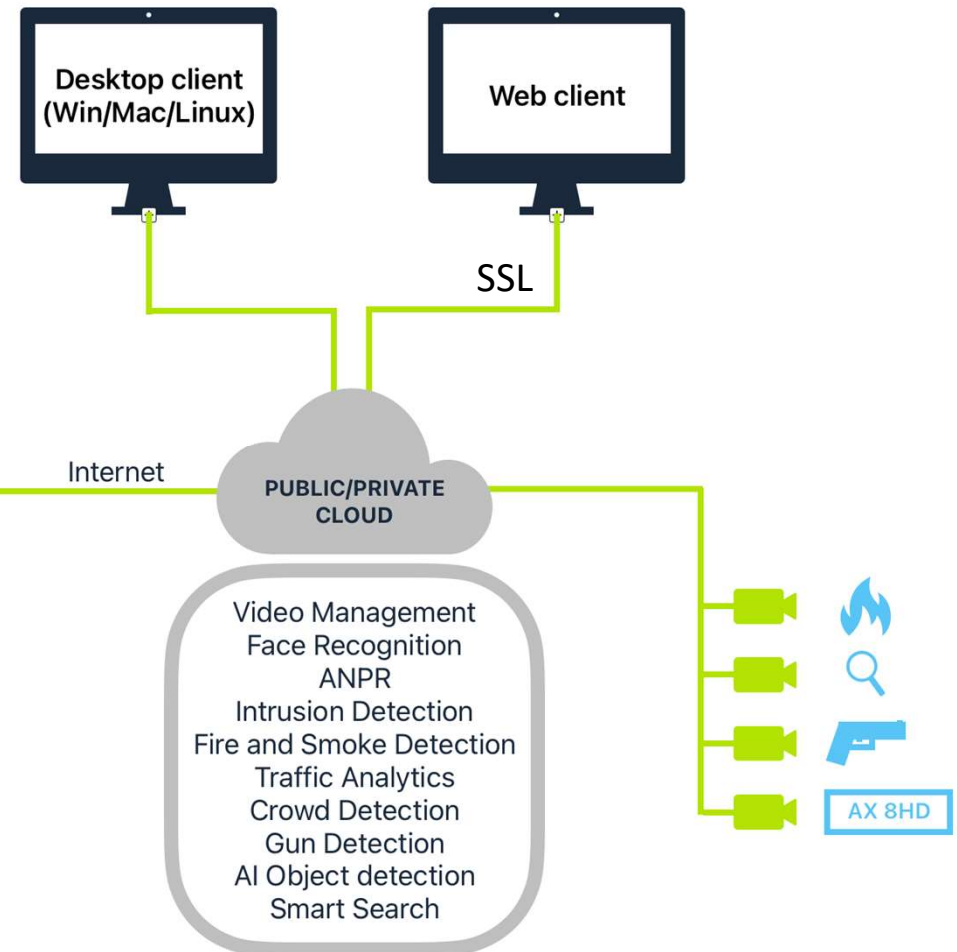 Desktop client
(Win/Mac/Linux)
Web client
SSL
Internet
PUBLIC/PRIVATE
CLOUD
Video Management
Face Recognition
ANPR
Intrusion Detection
Fire and Smoke Detection
Traffic Analytics
Crowd Detection
Gun Detection
AI Object detection
Smart Search
AX 8HD